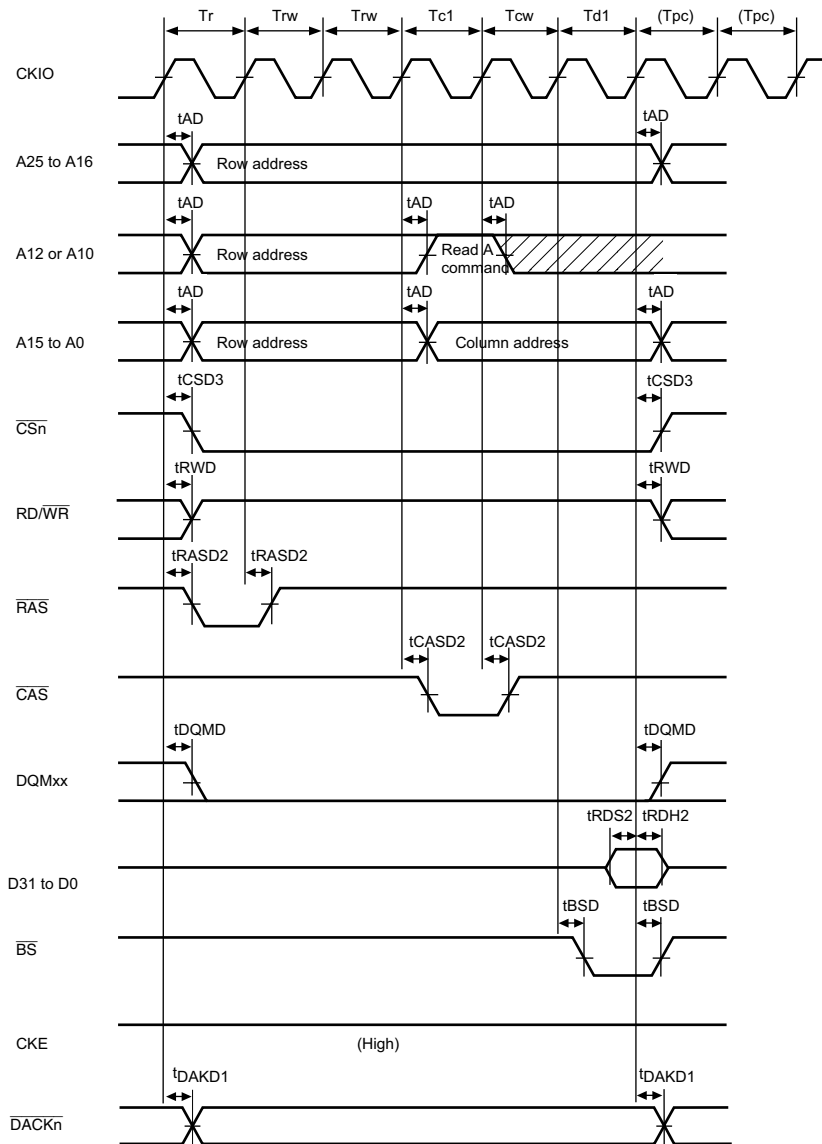 Tr Trw Trw Tc1 Tcw Td1 (Tpc) (Tpc)
CKIO
tAD tAD
A25 to A16 Row address
tAD tAD tAD
A12 or A10 Row address Read A command
tAD tAD tAD
A15 to A0 Row address Column address
tCSD3 tCSD3
CSn
tRWD tRWD
RD/WR
tRASD2 tRASD2
RAS
tCASD2 tCASD2
CAS
tDQMD tDQMD
DQMxx
tRDS2 tRDH2
D31 to D0
tBSD tBSD
BS
CKE (High)
tDAKD1 tDAKD1
DACKn